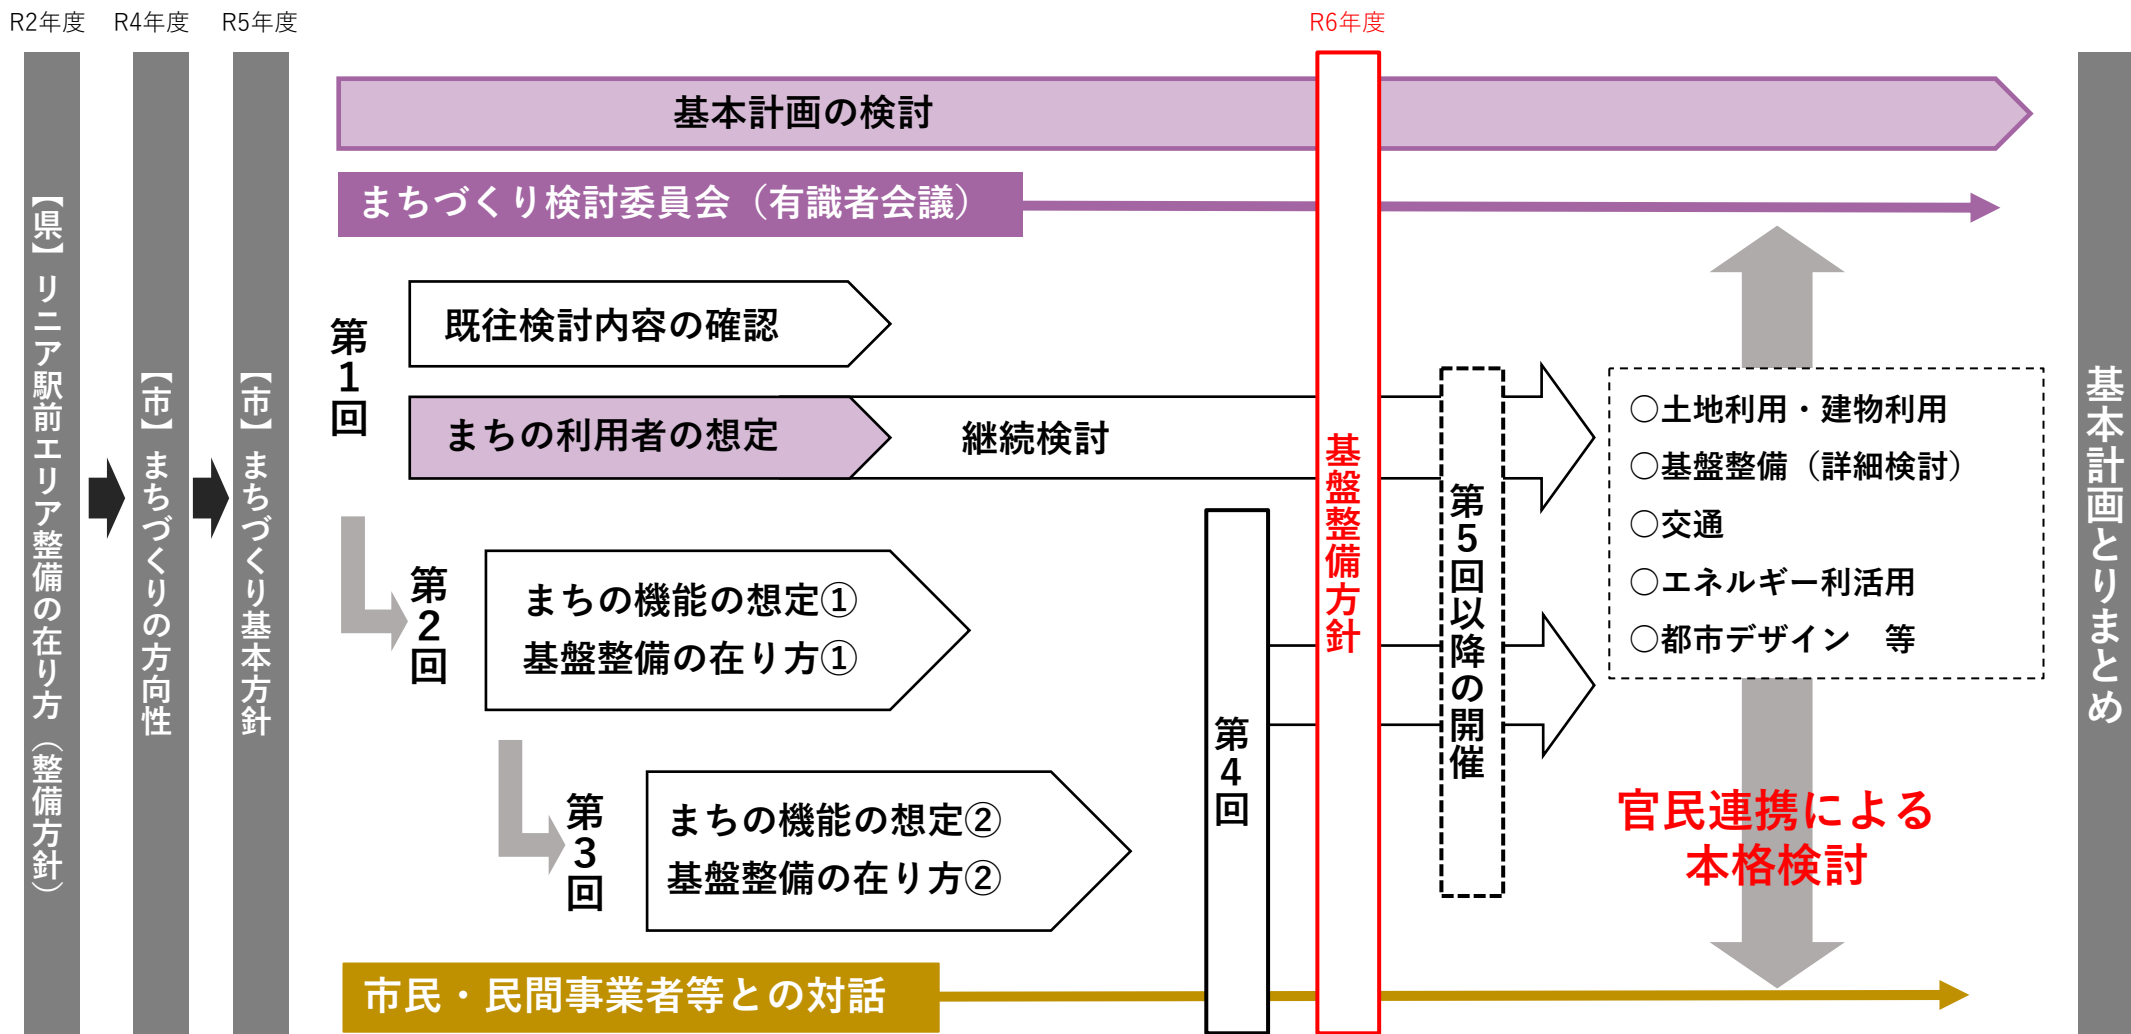 R2年度
R4年度
R5年度
R6年度
【県】リニア駅前エリア整備の在り方（整備方針）
【市】まちづくりの方向性
【市】まちづくり基本方針
基本計画の検討
まちづくり検討委員会（有識者会議）
第1回
既往検討内容の確認
まちの利用者の想定
継続検討
第2回
まちの機能の想定①
基盤整備の在り方①
第3回
まちの機能の想定②
基盤整備の在り方②
第4回
基盤整備方針
第5回以降の開催
○土地利用・建物利用
○基盤整備（詳細検討）
○交通
○エネルギー利活用
○都市デザイン　等
官民連携による
本格検討
市民・民間事業者等との対話
基本計画とりまとめ